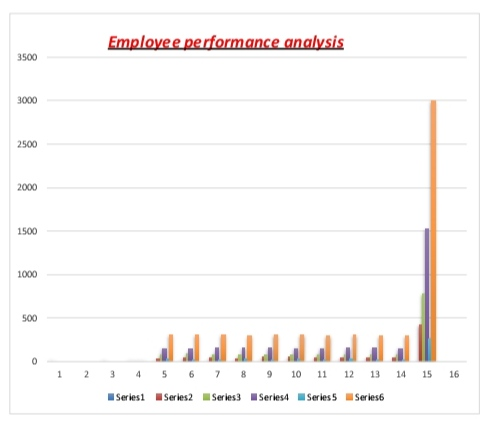 Employee performance analysis
3500
3000
2500
2000
1500
1000
500
0
1 2 3 4 5 6 7 8 9 10 11 12 13 14 15 16
Series1 Series2 Series3 Series4 Series5 Series6